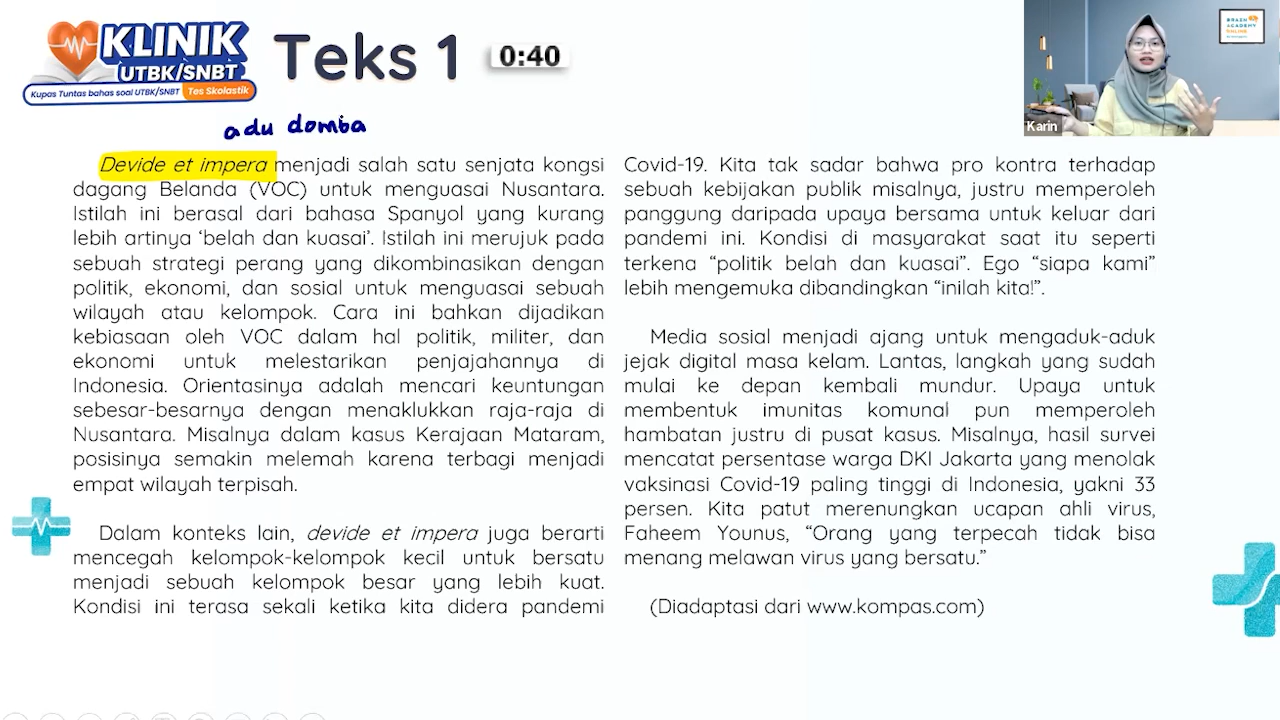 KLINIK
UTBK/SNBT
Kupas Tuntas bahas soal UTBK/SNBT Tes Skolastik
Teks 1
0:40
adu domba
Devide et impera menjadi salah satu senjata kongsi
dagang Belanda (VOC) untuk menguasai Nusantara.
Istilah ini berasal dari bahasa Spanyol yang kurang
lebih artinya ‘belah dan kuasai’. Istilah ini merujuk pada
sebuah strategi perang yang dikombinasikan dengan
politik, ekonomi, dan sosial untuk menguasai sebuah
wilayah atau kelompok. Cara ini bahkan dijadikan
kebiasaan oleh VOC dalam hal politik, militer, dan
ekonomi untuk melestarikan penjajahannya di
Indonesia. Orientasinya adalah mencari keuntungan
sebesar-besarnya dengan menaklukkan raja-raja di
Nusantara. Misalnya dalam kasus Kerajaan Mataram,
posisinya semakin melemah karena terbagi menjadi
empat wilayah terpisah.
Dalam konteks lain, devide et impera juga berarti
mencegah kelompok-kelompok kecil untuk bersatu
menjadi sebuah kelompok besar yang lebih kuat.
Kondisi ini terasa sekali ketika kita didera pandemi
Covid-19. Kita tak sadar bahwa pro kontra terhadap
sebuah kebijakan publik misalnya, justru memperoleh
panggung daripada upaya bersama untuk keluar dari
pandemi ini. Kondisi di masyarakat saat itu seperti
terkena “politik belah dan kuasai”. Ego “siapa kami”
lebih mengemuka dibandingkan “inilah kita!”.
Media sosial menjadi ajang untuk mengaduk-aduk
jejak digital masa kelam. Lantas, langkah yang sudah
mulai ke depan kembali mundur. Upaya untuk
membentuk imunitas komunal pun memperoleh
hambatan justru di pusat kasus. Misalnya, hasil survei
mencatat persentase warga DKI Jakarta yang menolak
vaksinasi Covid-19 paling tinggi di Indonesia, yakni 33
persen. Kita patut merenungkan ucapan ahli virus,
Faheem Younus, “Orang yang terpecah tidak bisa
menang melawan virus yang bersatu.”
(Diadaptasi dari www.kompas.com)
Karin
BRAIN
ACADEMY
ONLINE